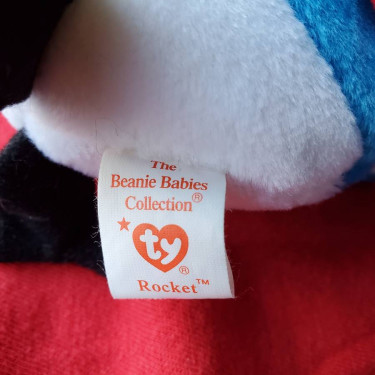 The
Beanie Babies
Collection®
ty®
Rocket™